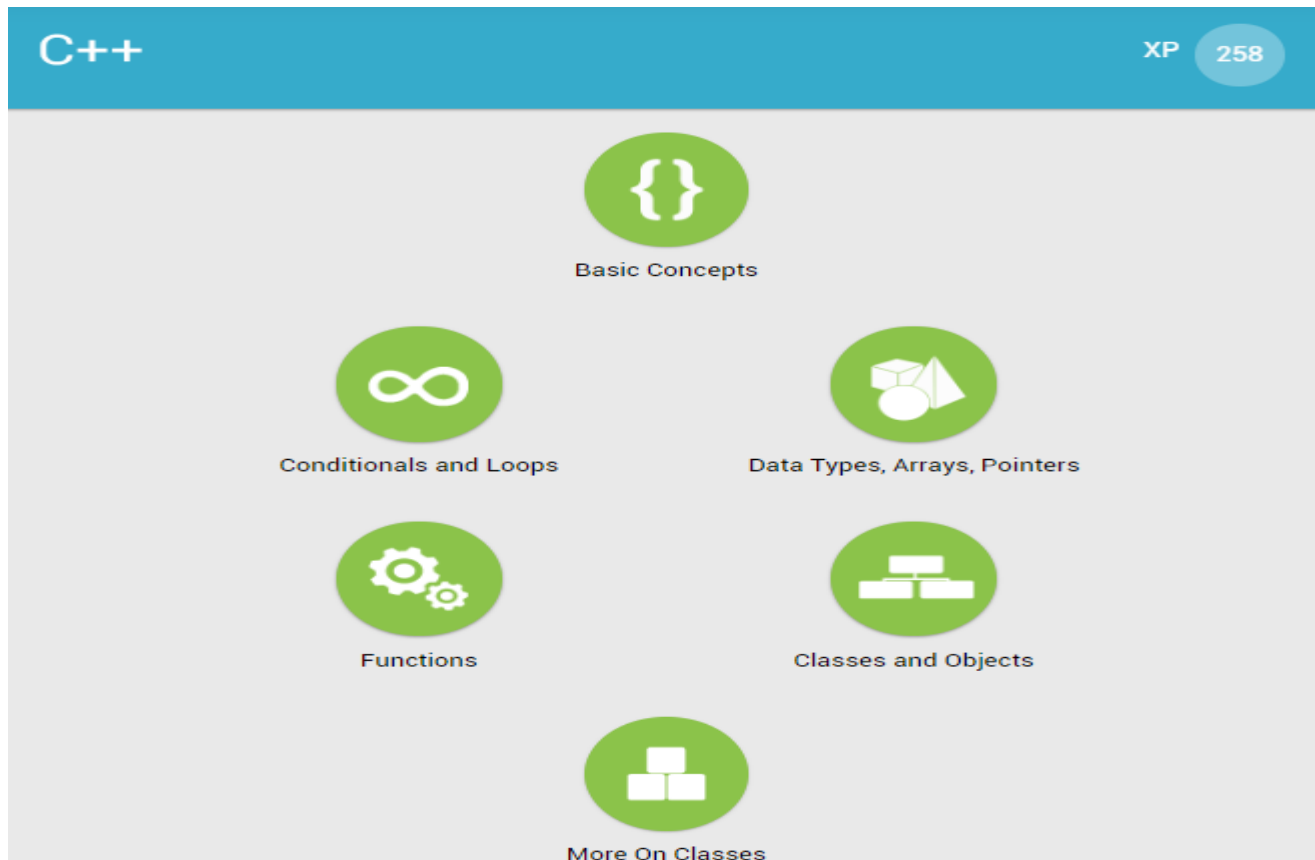 C++
XP 258
{}
Basic Concepts
Conditionals and Loops
Data Types, Arrays, Pointers
Functions
Classes and Objects
More On Classes